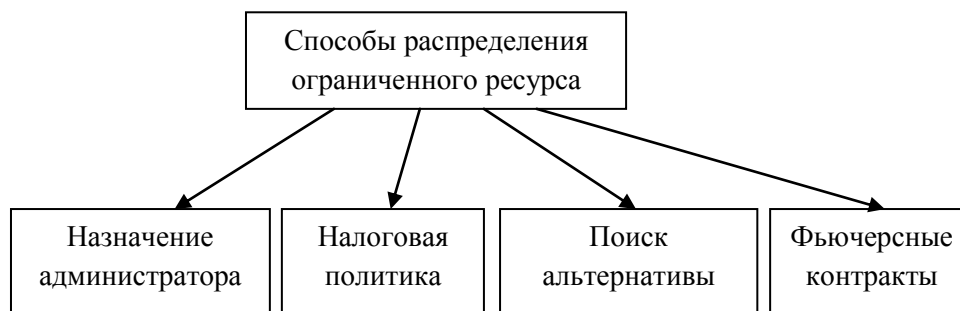 Способы распределения
ограниченного ресурса
Назначение
администратора
Налоговая
политика
Поиск
альтернативы
Фьючерсные
контракты